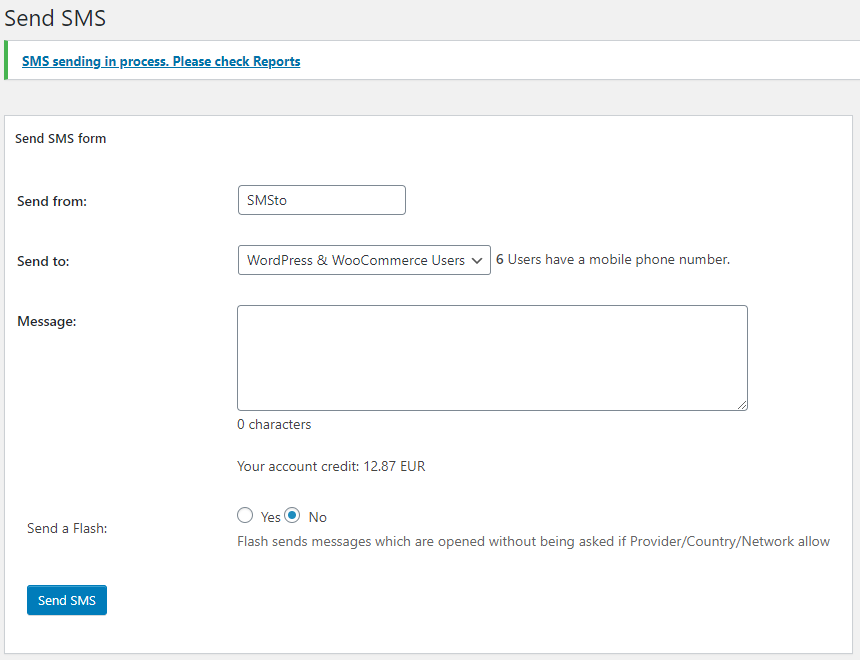 Send SMS
SMS sending in process. Please check Reports
Send SMS form
Send from:
SMSto
Send to:
WordPress & WooCommerce Users
6 Users have a mobile phone number.
Message:
0 characters
Your account credit: 12.87 EUR
Send a Flash:
Yes No
Flash sends messages which are opened without being asked if Provider/Country/Network allow
Send SMS